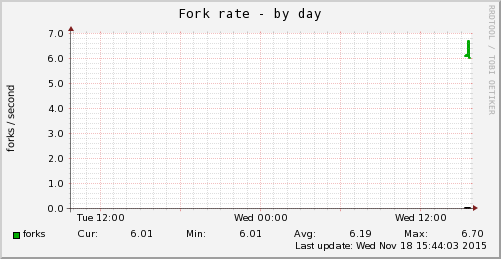 Fork rate - by day
RRDTOOL / TOBI OETIKER
forks / second
7.0
6.0
5.0
4.0
3.0
2.0
1.0
0.0
Tue 12:00 Wed 00:00 Wed 12:00
forks Cur: 6.01 Min: 6.01 Avg: 6.19 Max: 6.70
Last update: Wed Nov 18 15:44:03 2015